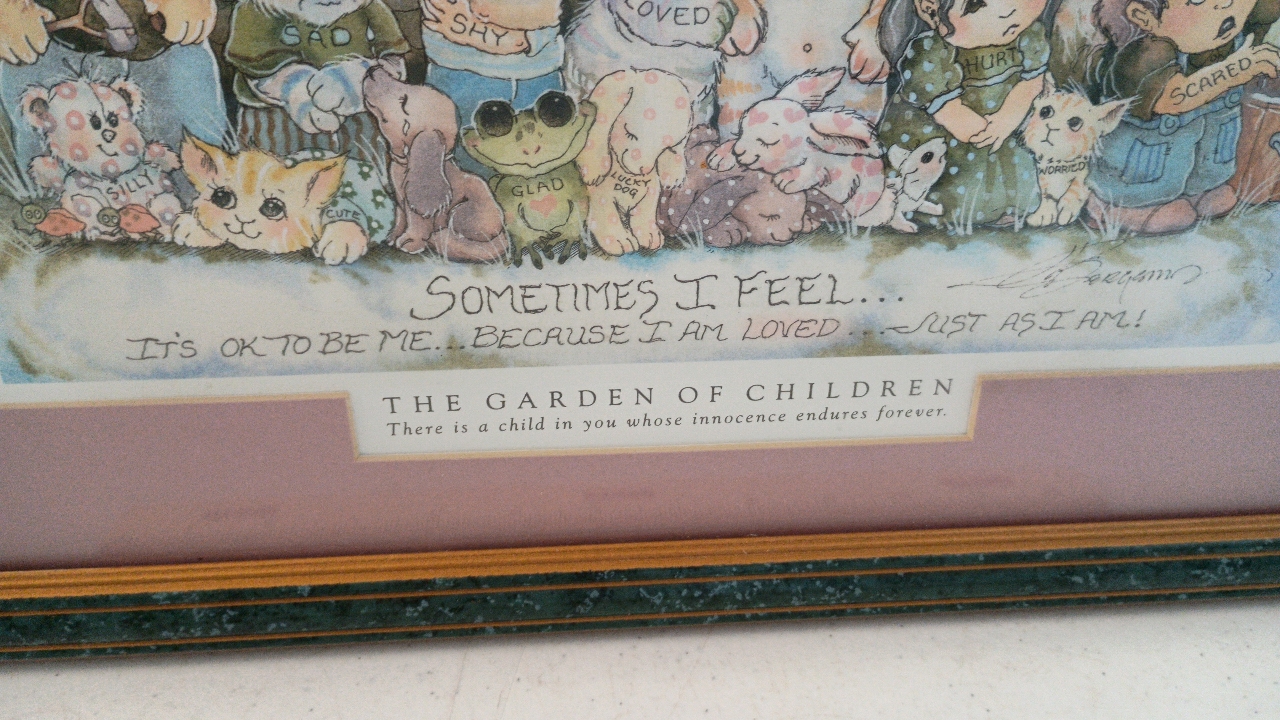 SAD
SHY
LOVED
HURT
SCARED
SILLY
CUTE
GLAD
LUCKY
DOG
WORRIED
SOMETIMES I FEEL...
IT'S OK TO BE ME... BECAUSE I AM LOVED ... JUST AS I AM!
THE GARDEN OF CHILDREN
There is a child in you whose innocence endures forever.